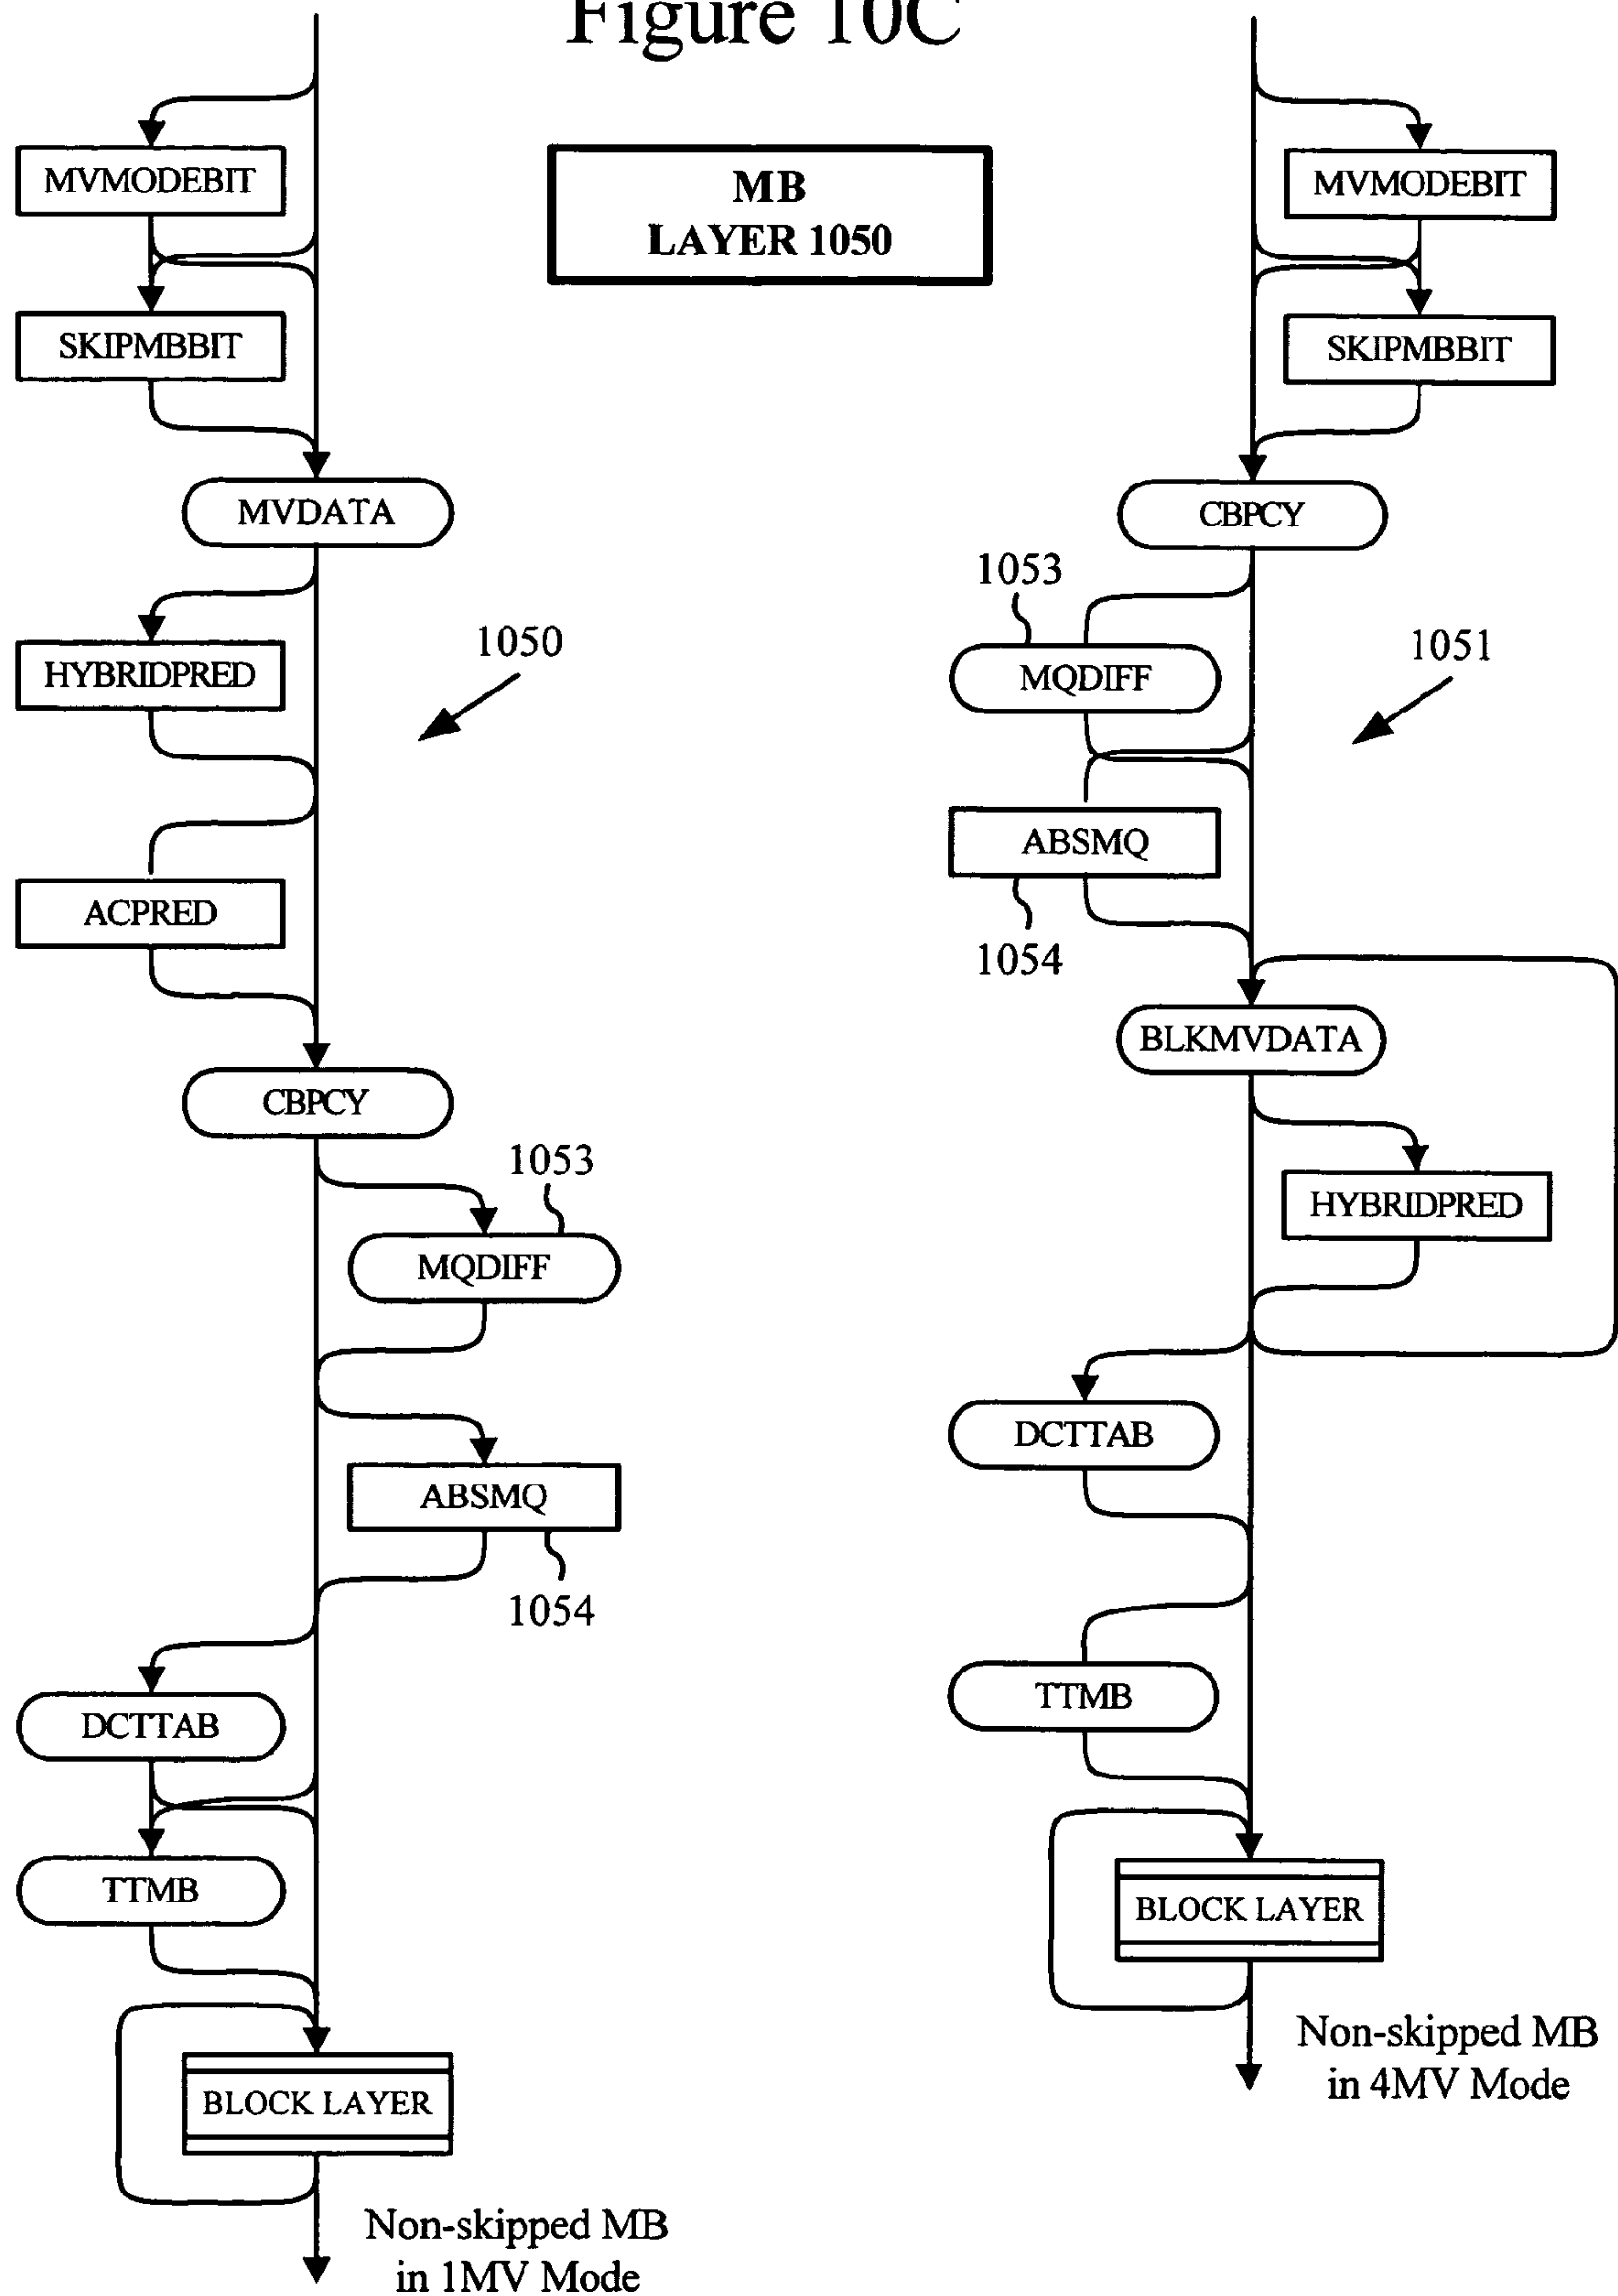 Figure 10C
MB
LAYER 1050
MVMODEBIT
SKIPMBBIT
MVDATA
HYBRIDPRED
1050
ACPRED
CBPCY
1053
MQDIFF
ABSMQ
1054
DCTTAB
TTMB
BLOCK LAYER
Non-skipped MB
in 1MV Mode
MVMODEBIT
SKIPMBBIT
CBPCY
1053
MQDIFF
1051
ABSMQ
1054
BLKMVDATA
HYBRIDPRED
DCTTAB
TTMB
BLOCK LAYER
Non-skipped MB
in 4MV Mode